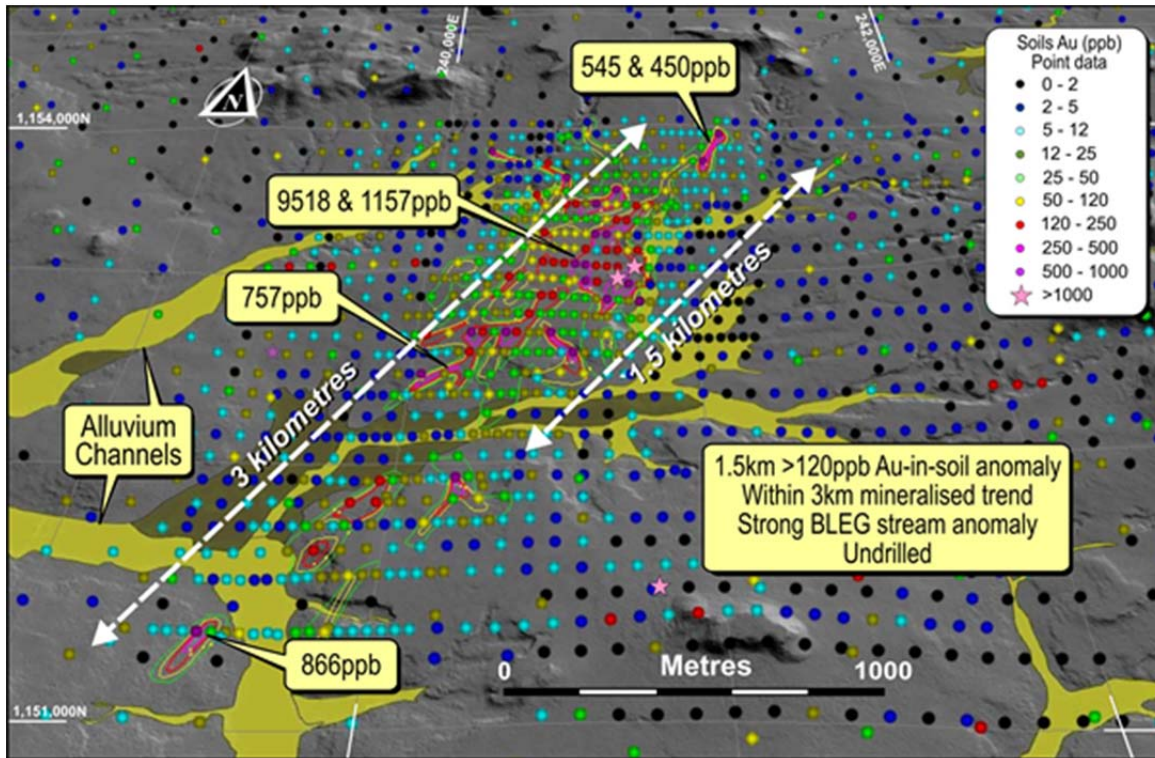 240,000E
242,000E
545 & 450ppb
Soils Au (ppb)
Point data
0 - 2
2 - 5
5 - 12
12 - 25
25 - 50
50 - 120
120 - 250
250 - 500
500 - 1000
>1000
N
1,154,000N
9518 & 1157ppb
757ppb
1.5 kilometres
3 kilometres
Alluvium
Channels
1.5km >120ppb Au-in-soil anomaly
Within 3km mineralised trend
Strong BLEG stream anomaly
Undrilled
866ppb
Metres
0
1000
1,151,000N